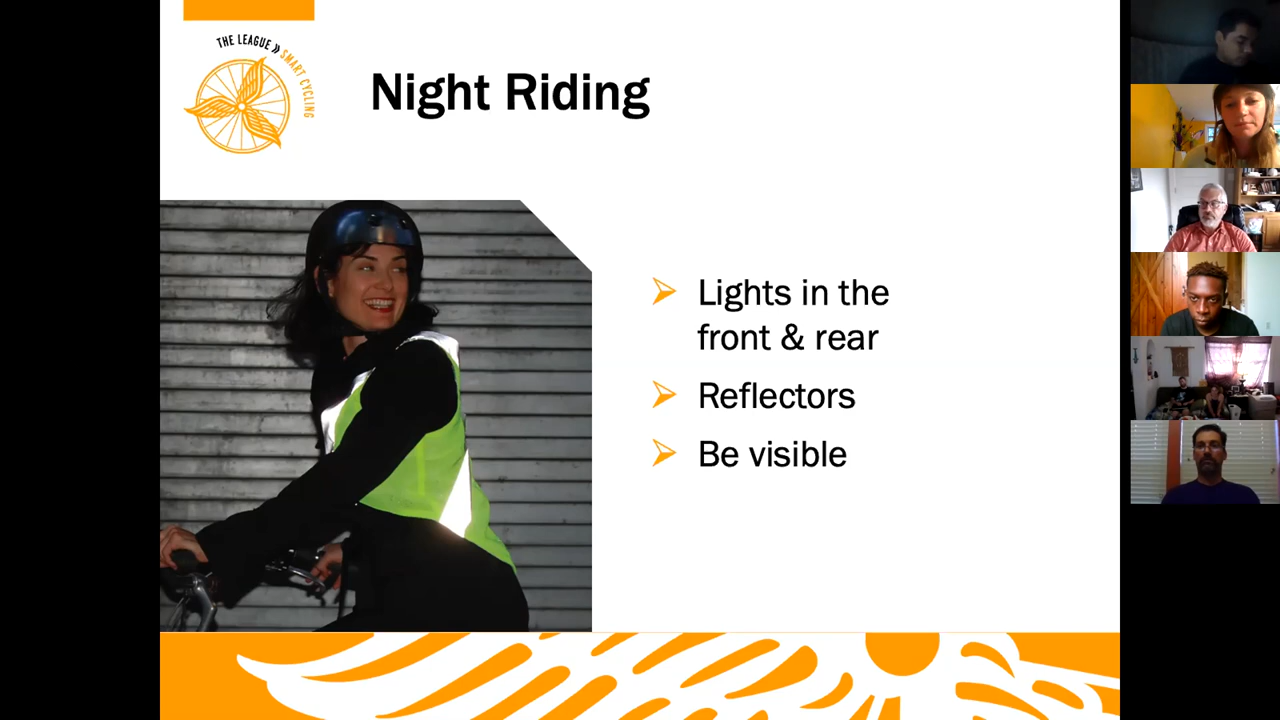 THE LEAGUE » SMART CYCLING
Night Riding
Lights in the
front & rear
Reflectors
Be visible